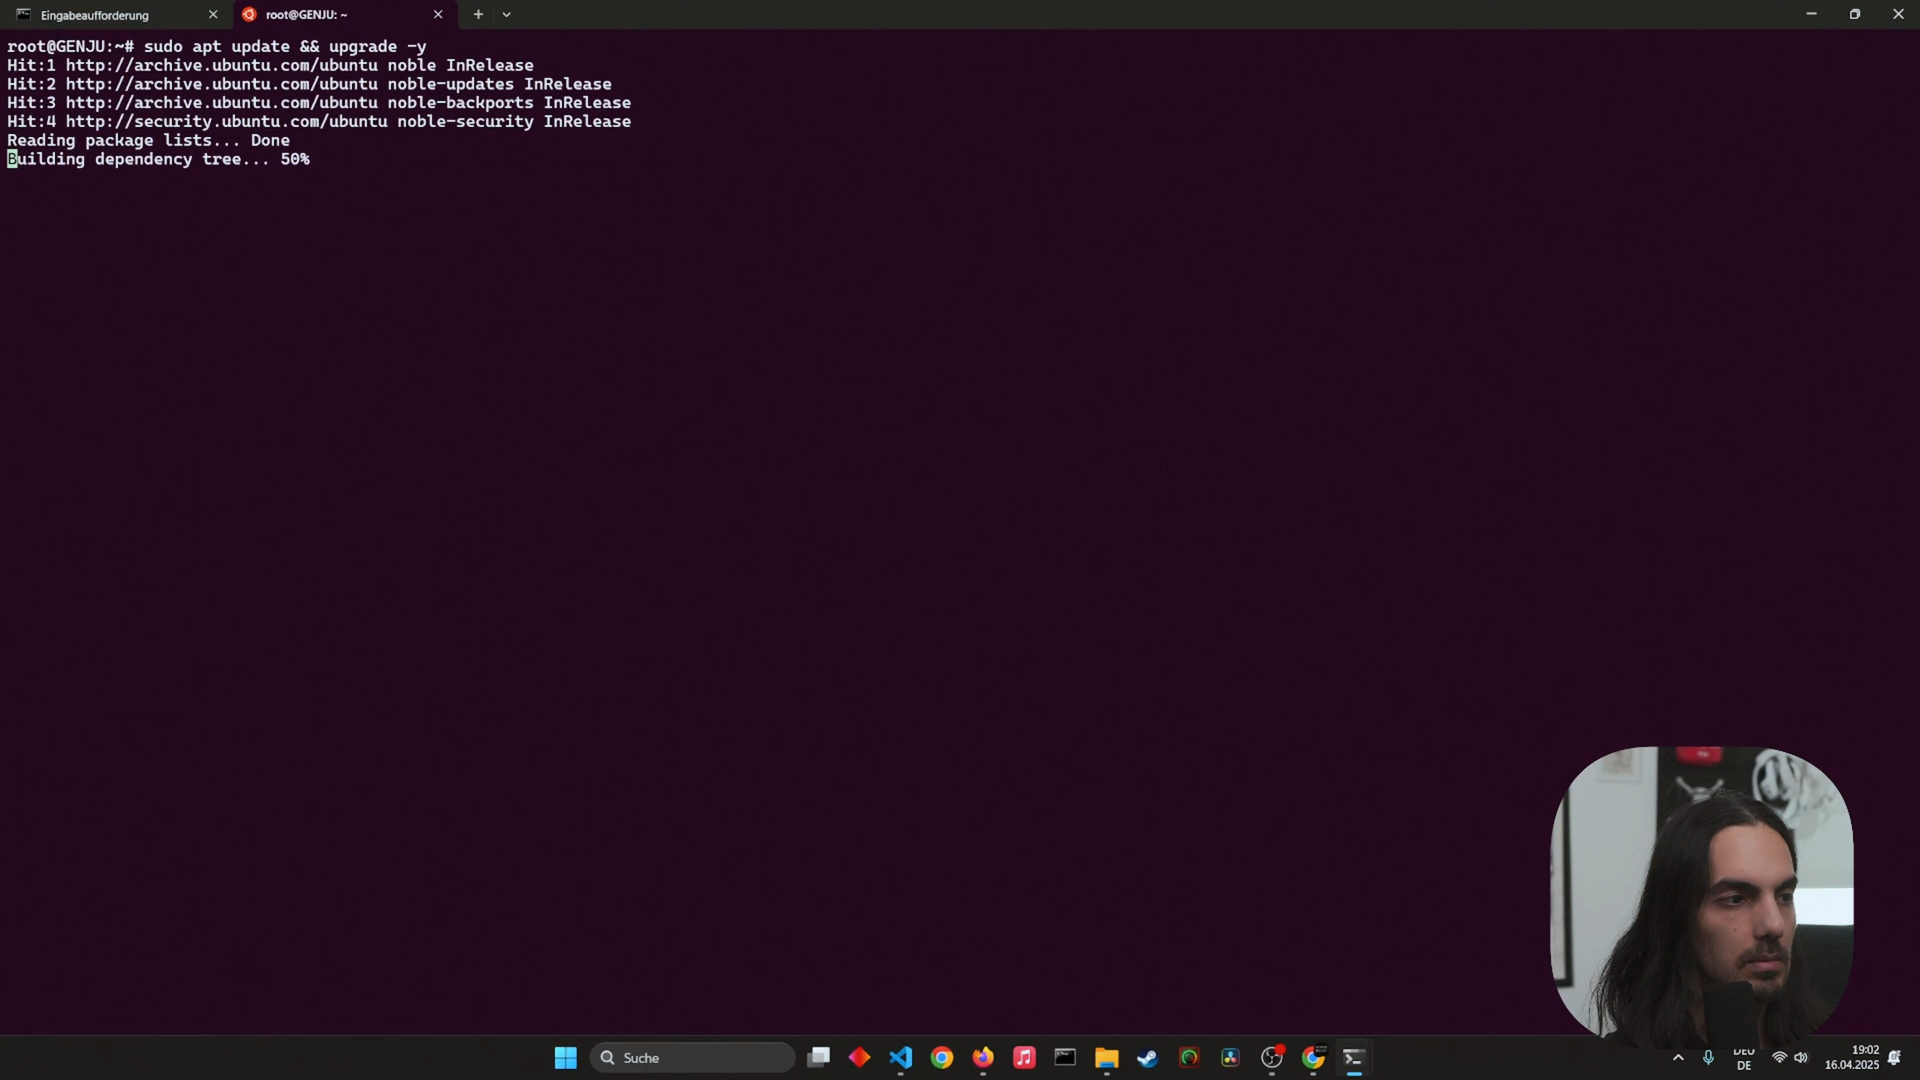 Eingabeaufforderung
root@GENJU: ~
root@GENJU:~# sudo apt update && upgrade -y
Hit:1 http://archive.ubuntu.com/ubuntu noble InRelease
Hit:2 http://archive.ubuntu.com/ubuntu noble-updates InRelease
Hit:3 http://archive.ubuntu.com/ubuntu noble-backports InRelease
Hit:4 http://security.ubuntu.com/ubuntu noble-security InRelease
Reading package lists... Done
Building dependency tree... 50%
Suche
DEU
DE
19:02
16.04.2025